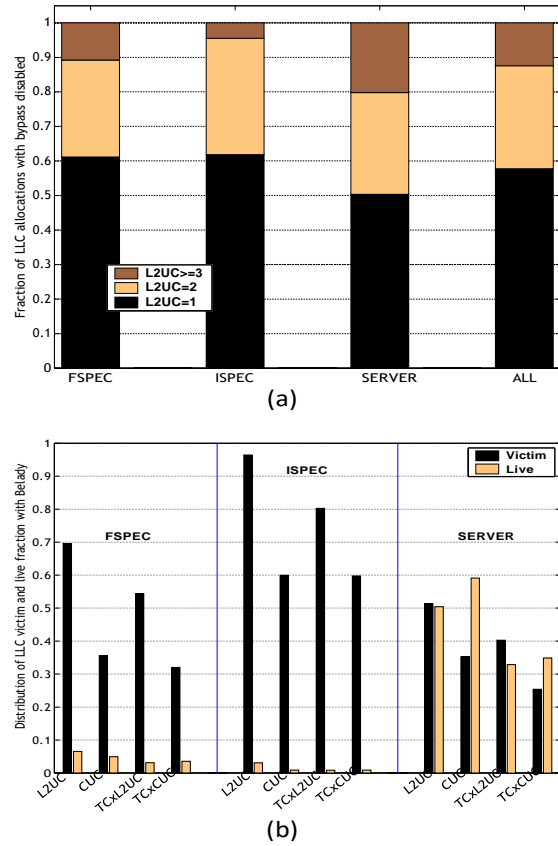 Fraction of LLC allocations with bypass disabled
1
0.9
0.8
0.7
0.6
0.5
0.4
0.3
0.2
0.1
0
L2UC>=3
L2UC=2
L2UC=1
FSPEC ISPEC SERVER ALL
(a)
Distribution of LLC victim and live fraction with Belady
1
0.9
0.8
0.7
0.6
0.5
0.4
0.3
0.2
0.1
0
Victim
Live
FSPEC
ISPEC
SERVER
L2UC CUC TCxL2UC TCxCUC L2UC CUC TCxL2UC TCxCUC L2UC CUC TCxL2UC TCxCUC
(b)